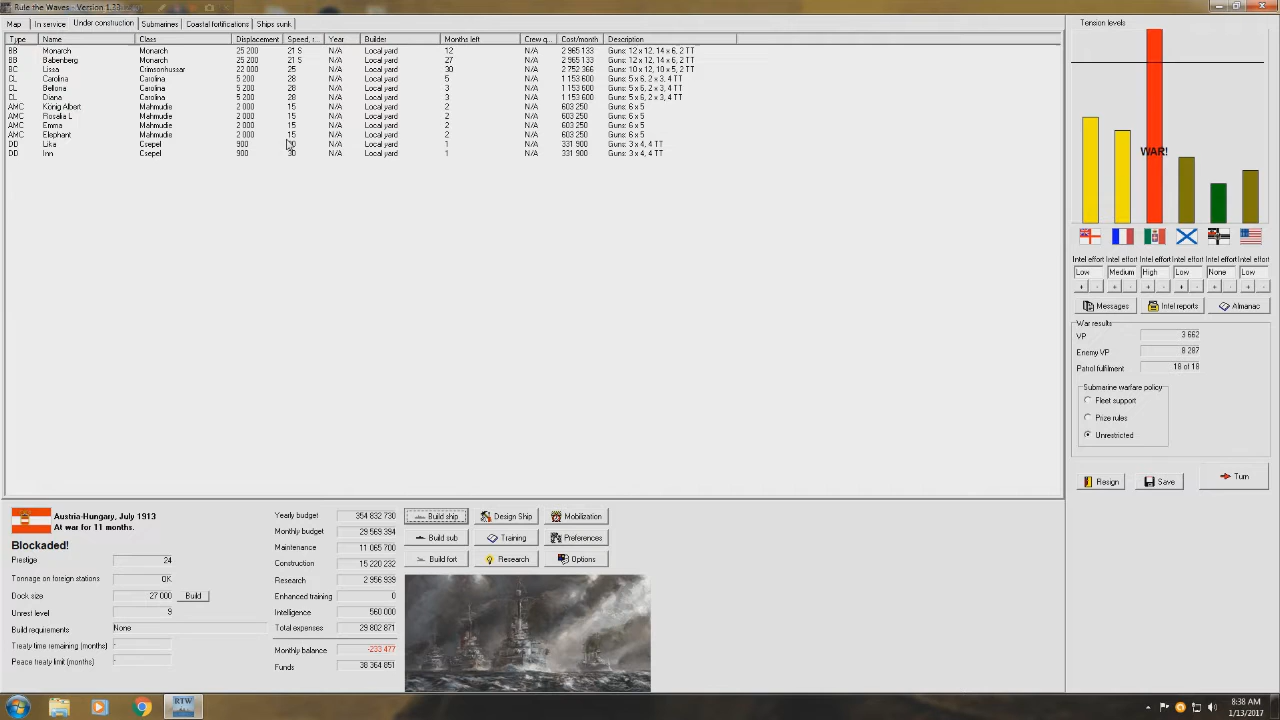 Rule the Waves - Version 1.33
Map In service Under construction Submarines Coastal fortifications Ships sunk
Type Name Class Displacement Speed, r... Year Builder Months left Crew q... Cost/month Description
BB Monarch Monarch 25 200 21 5 N/A Local yard 12 N/A 2 965 133 Guns: 12 x 12, 14 x 6, 2 TT
BB Babenberg Monarch 25 200 21 5 N/A Local yard 27 N/A 2 965 133 Guns: 12 x 12, 14 x 6, 2 TT
BC Lissa Crimsonhussar 22 000 25 N/A Local yard 30 N/A 2 752 366 Guns: 10 x 12, 10 x 5, 2 TT
CL Carolina Carolina 5 200 28 N/A Local yard 5 N/A 1 153 600 Guns: 5 x 6, 2 x 3, 4 TT
CL Bellona Carolina 5 200 28 N/A Local yard 3 N/A 1 153 600 Guns: 5 x 6, 2 x 3, 4 TT
CL Diana Carolina 5 200 28 N/A Local yard 3 N/A 1 153 600 Guns: 5 x 6, 2 x 3, 4 TT
AMC König Albert Mahmudie 2 000 15 N/A Local yard 2 N/A 603 250 Guns: 6 x 5
AMC Rosalia L Mahmudie 2 000 15 N/A Local yard 2 N/A 603 250 Guns: 6 x 5
AMC Emma Mahmudie 2 000 15 N/A Local yard 2 N/A 603 250 Guns: 6 x 5
AMC Elephant Mahmudie 2 000 15 N/A Local yard 2 N/A 603 250 Guns: 6 x 5
DD Lika Csepel 900 N/A Local yard 1 N/A 331 900 Guns: 3 x 4, 4 TT
DD Inn Csepel 900 30 N/A Local yard 1 N/A 331 900 Guns: 3 x 4, 4 TT
Tension levels
WAR!
Intel effort Intel effort Intel effort Intel effort Intel effort Intel effort
Low Medium High Low None Low
+ - + - + - + - + - + -
Messages Intel reports Almanac
War results
VP 3 662
Enemy VP 8 287
Patrol fulfilment 18 of 18
Submarine warfare policy
Fleet support
Prize rules
Unrestricted
Resign Save Turn
Austria-Hungary, July 1913
At war for 11 months.
Blockaded!
Prestige 24
Tonnage on foreign stations OK
Dock size 27 000 Build
Unrest level 9
Build requirements None
Treaty time remaining (months) -
Peace treaty limit (months) -
Yearly budget 354 832 730
Monthly budget 29 569 394
Maintenance 11 065 700
Construction 15 220 232
Research 2 956 939
Enhanced training 0
Intelligence 560 000
Total expenses 29 802 871
Monthly balance -233 477
Funds 38 364 851
Build ship Design Ship Mobilization
Build sub Training Preferences
Build fort Research Options
RTW
8:38 AM
1/13/2017